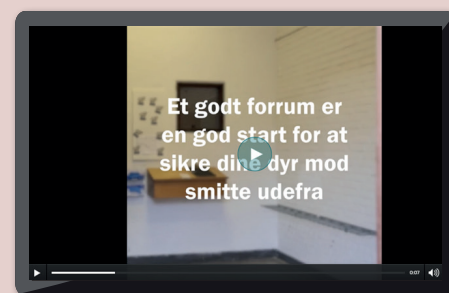 Et godt forrum er
en god start for at
sikre dine dyr mod
smitte udefra
0:07